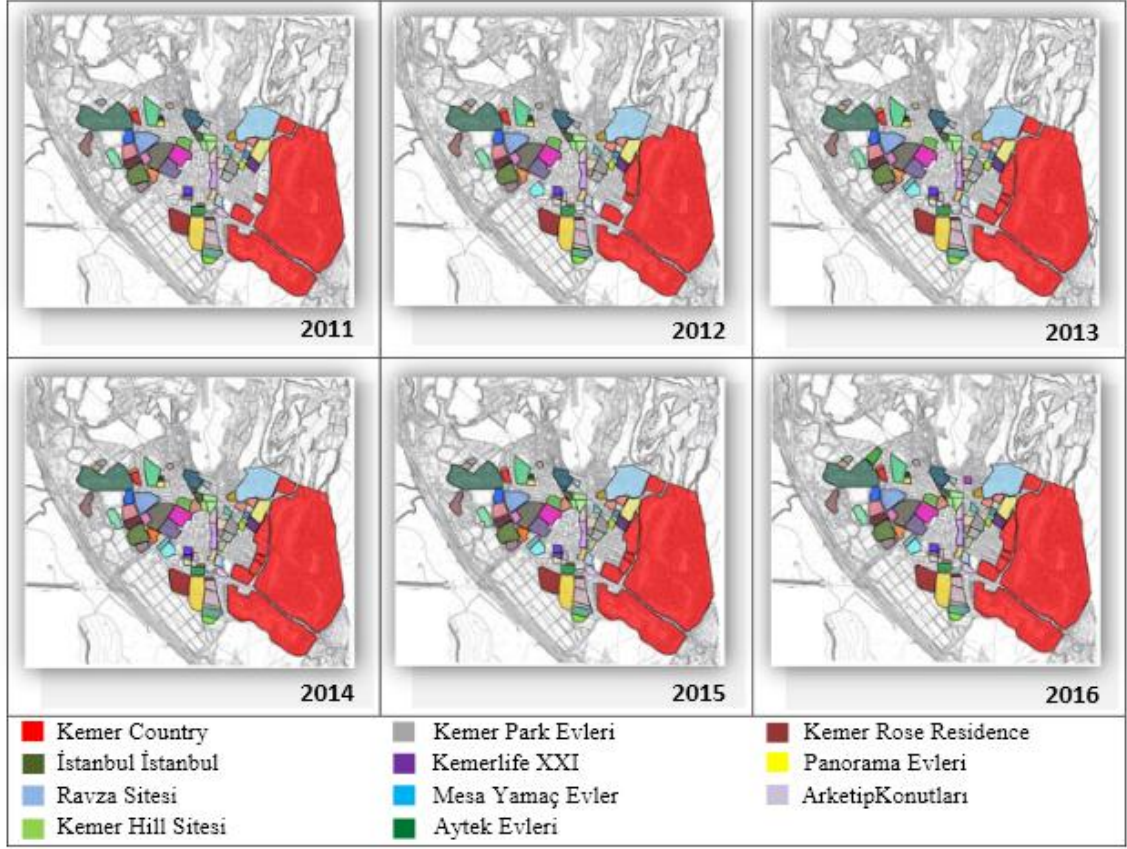 2011
2012
2013
2014
2015
2016
Kemer Country
İstanbul İstanbul
Ravza Sitesi
Kemer Hill Sitesi
Kemer Park Evleri
Kemerlife XXI
Mesa Yamaç Evler
Aytek Evleri
Kemer Rose Residence
Panorama Evleri
ArketipKonutları